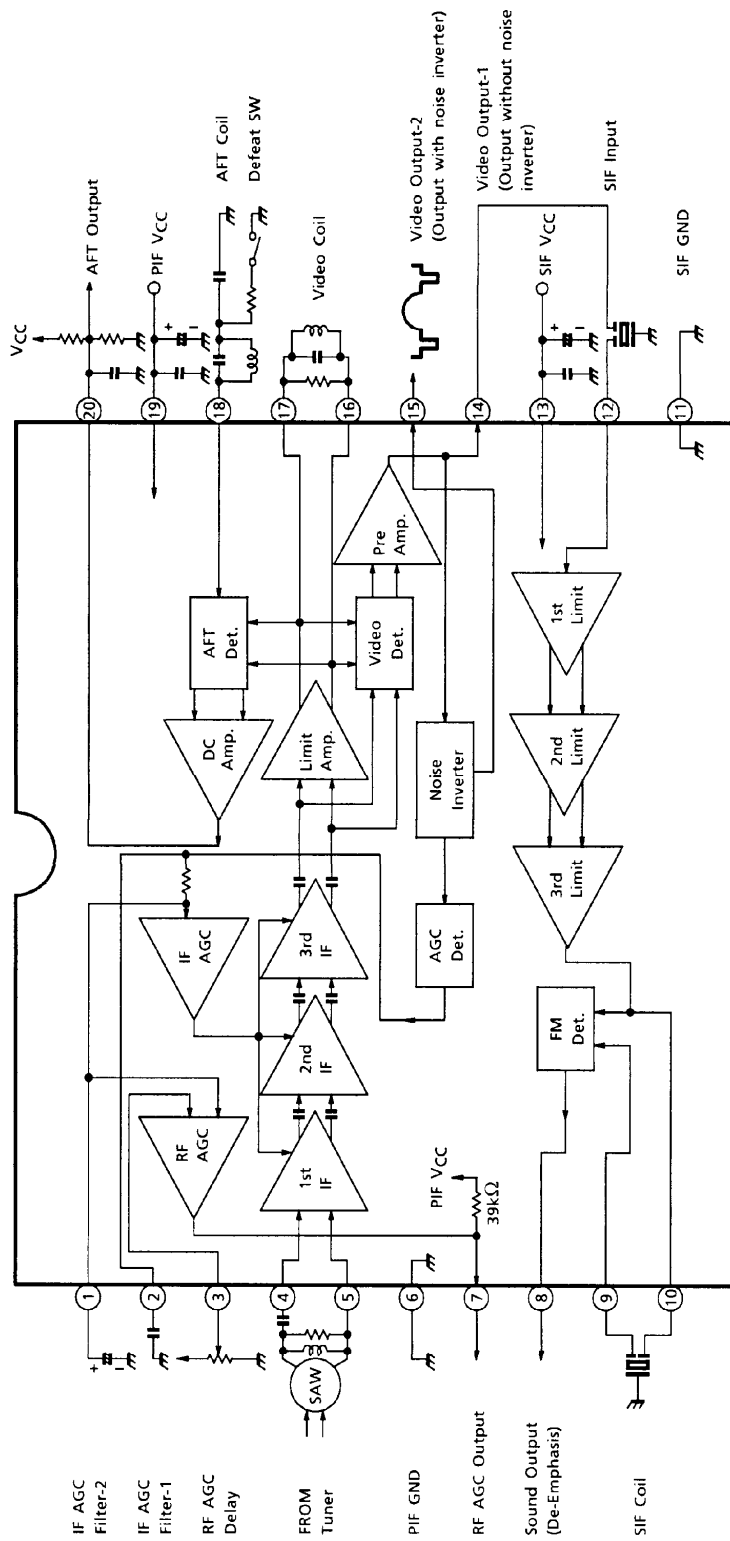 VCC
AFT Output
PIF VCC
AFT Coil
Defeat SW
Video Coil
Video Output-2
(Output with noise inverter)
Video Output-1
(Output without noise
inverter)
SIF VCC
SIF Input
SIF GND
+
−
+
−
20
19
18
17
16
15
14
13
12
11
DC
Amp.
AFT
Det.
Limit
Amp.
Video
Det.
Pre
Amp.
Noise
Inverter
AGC
Det.
1st
Limit
2nd
Limit
3rd
Limit
FM
Det.
IF
AGC
RF
AGC
1st
IF
2nd
IF
3rd
IF
PIF VCC
39kΩ
1
2
3
4
5
6
7
8
9
10
+
−
SAW
IF AGC
Filter-2
IF AGC
Filter-1
RF AGC
Delay
FROM
Tuner
PIF GND
RF AGC Output
Sound Output
(De-Emphasis)
SIF Coil